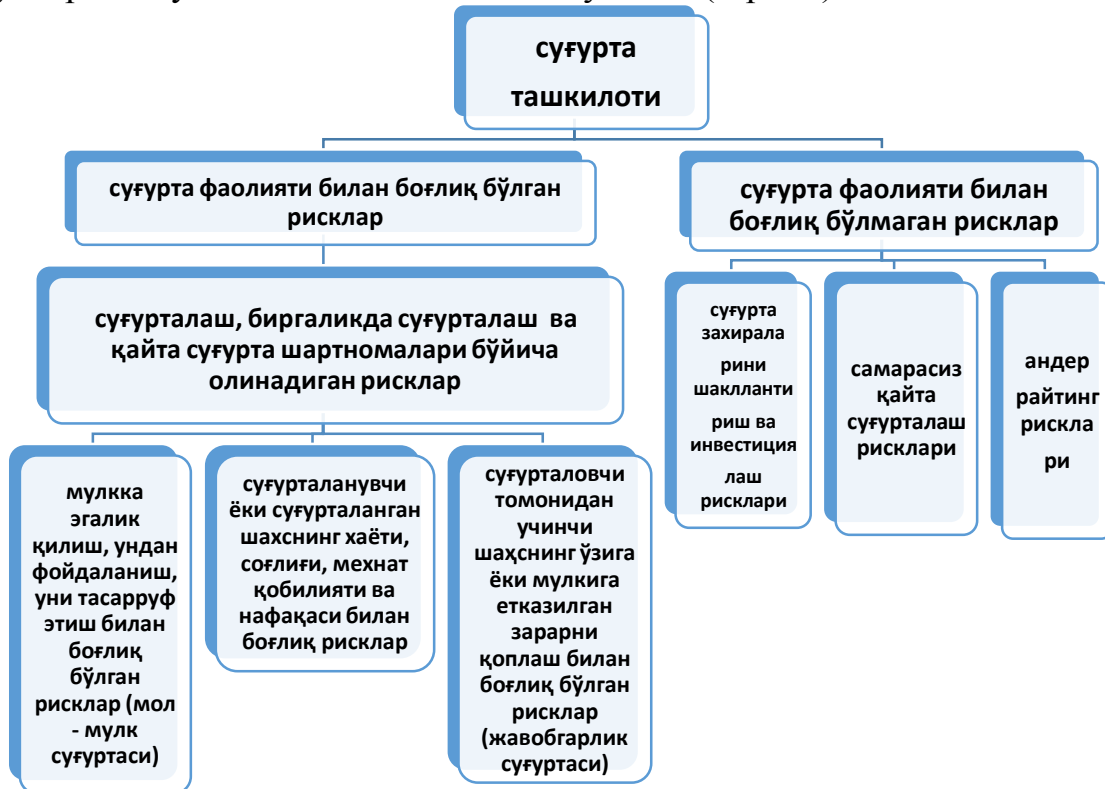 суғурта
ташкилоти
суғурта фаолияти билан боғлиқ бўлган
рисклар
суғурта фаолияти билан
боғлиқ бўлмаган рисклар
суғурталаш, биргаликда суғурталаш ва
қайта суғурта шартномалари бўйича
олинадиган рисклар
суғурта
захирала
рини
шакллانти
риш ва
инвестиция
лаш
рисклари
самарасиз
қайта
суғурталаш
рисклари
андер
райтинг
рискла
ри
мулкка
эгалик
қилиш, ундан
фойдаланиш,
уни тасарруф
этиш билан
боғлиқ
бўлган
рисклар (мол
- мулк
суғуртаси)
суғурталанувчи
ёки суғурталанган
шахснинг хаёти,
соғлиғи, мехнат
қобилияти ва
нафақаси билан
боғлиқ рисклар
суғурталовчи
томонидан
учинчи
шаҳснинг ўзига
ёки мулкига
етказилган
зарарни
қоплаш билан
боғлиқ бўлган
рисклар
(жавобгарлик
суғуртаси)